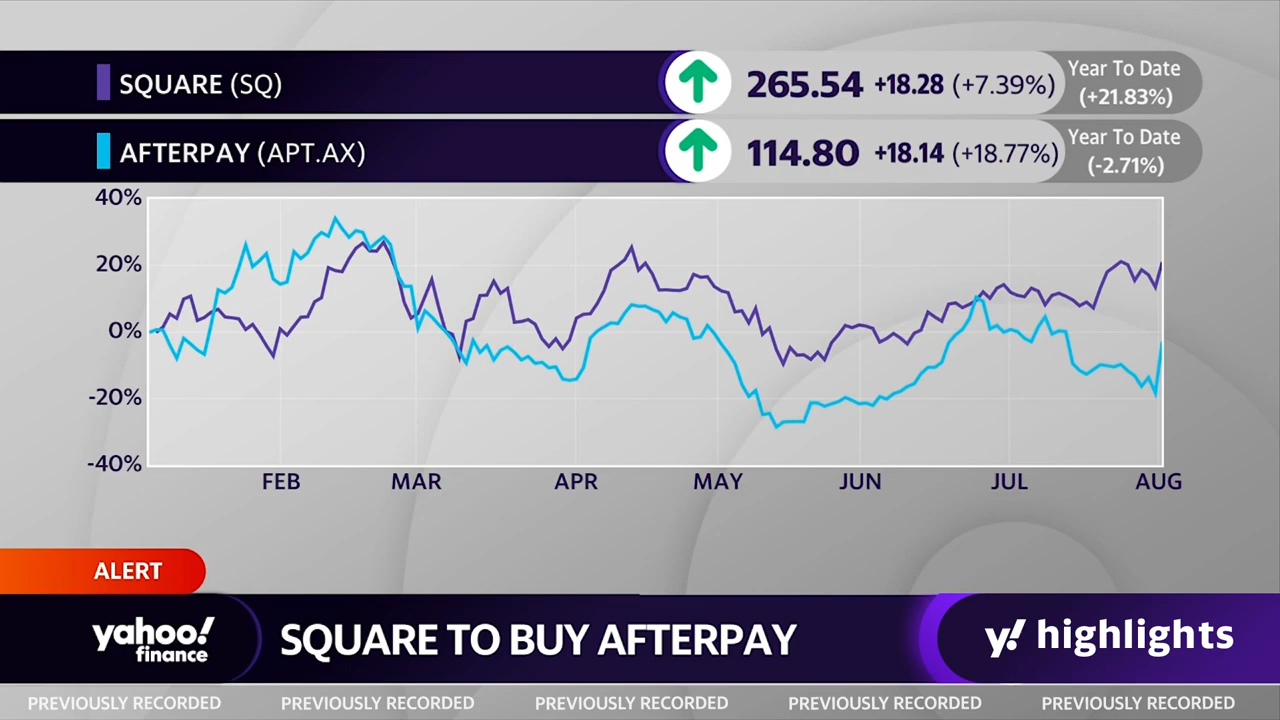 SQUARE (SQ) 265.54 +18.28 (+7.39%) Year To Date (+21.83%)
AFTERPAY (APT.AX) 114.80 +18.14 (+18.77%) Year To Date (-2.71%)
40%
20%
0%
-20%
-40%
FEB MAR APR MAY JUN JUL AUG
ALERT
yahoo!
finance
SQUARE TO BUY AFTERPAY
y! highlights
PREVIOUSLY RECORDED PREVIOUSLY RECORDED PREVIOUSLY RECORDED PREVIOUSLY RECORDED PREVIOUSLY RECORDED